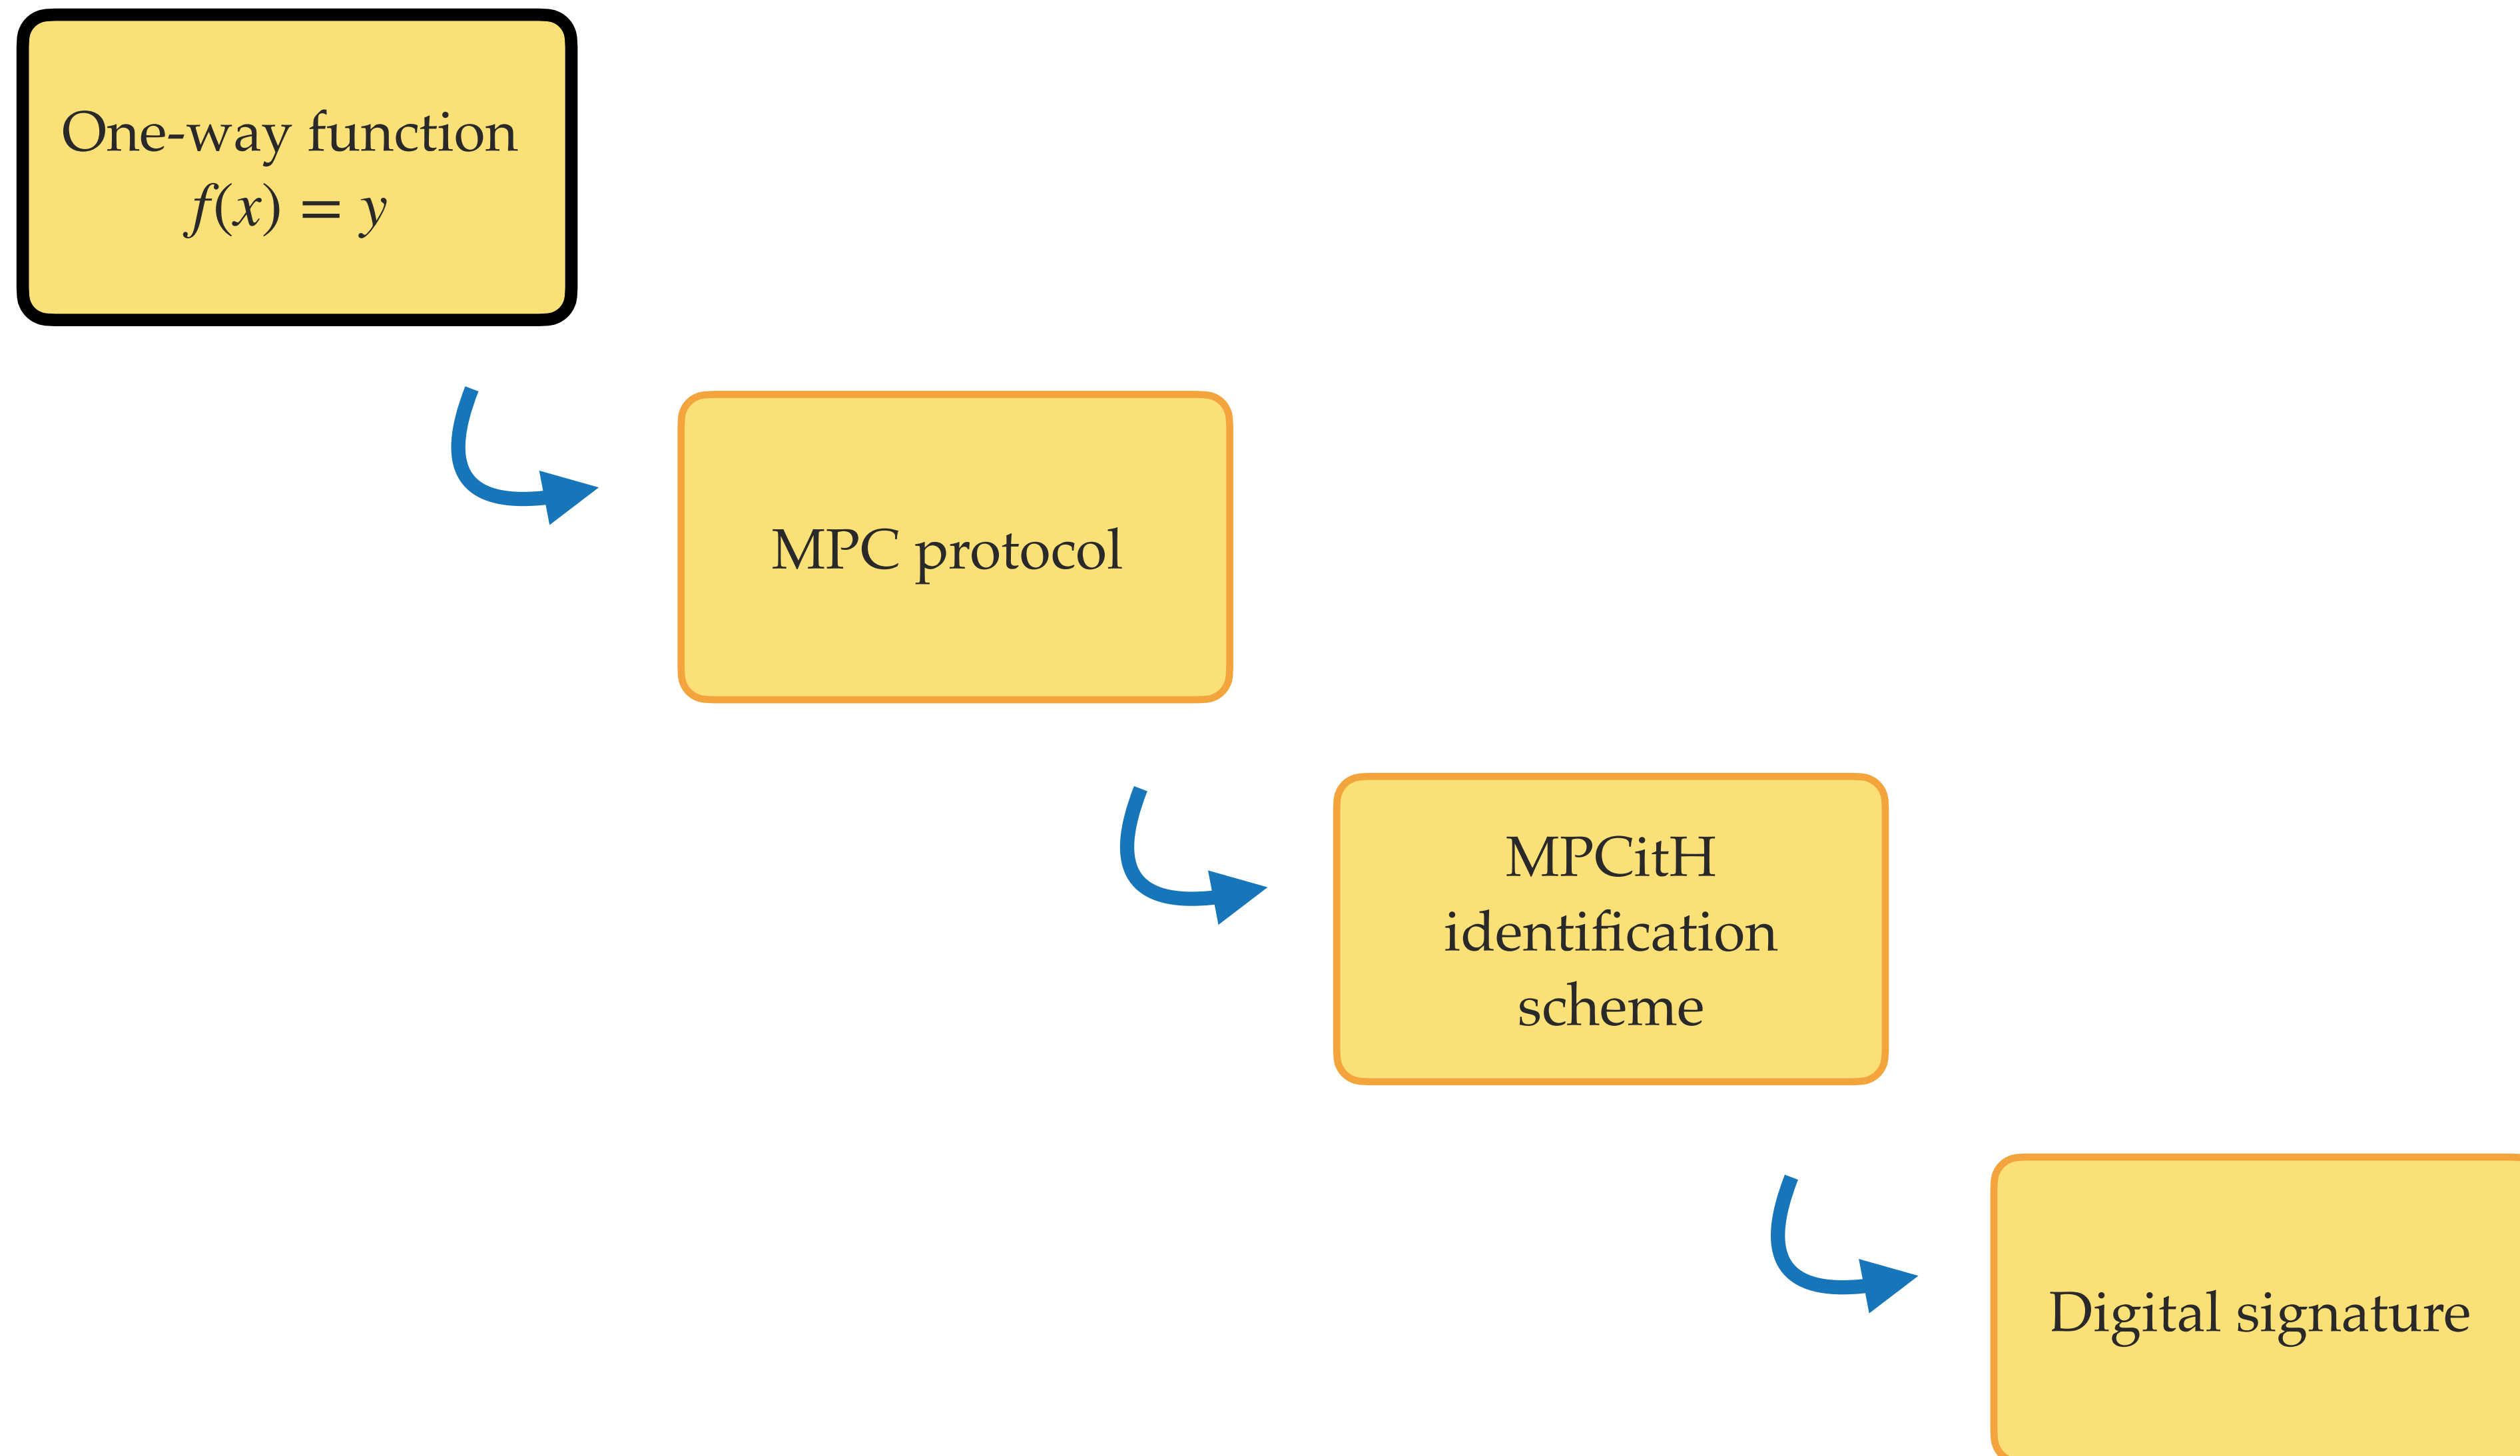 One-way function
f(x) = y
MPC protocol
MPCitH
identification
scheme
Digital signature